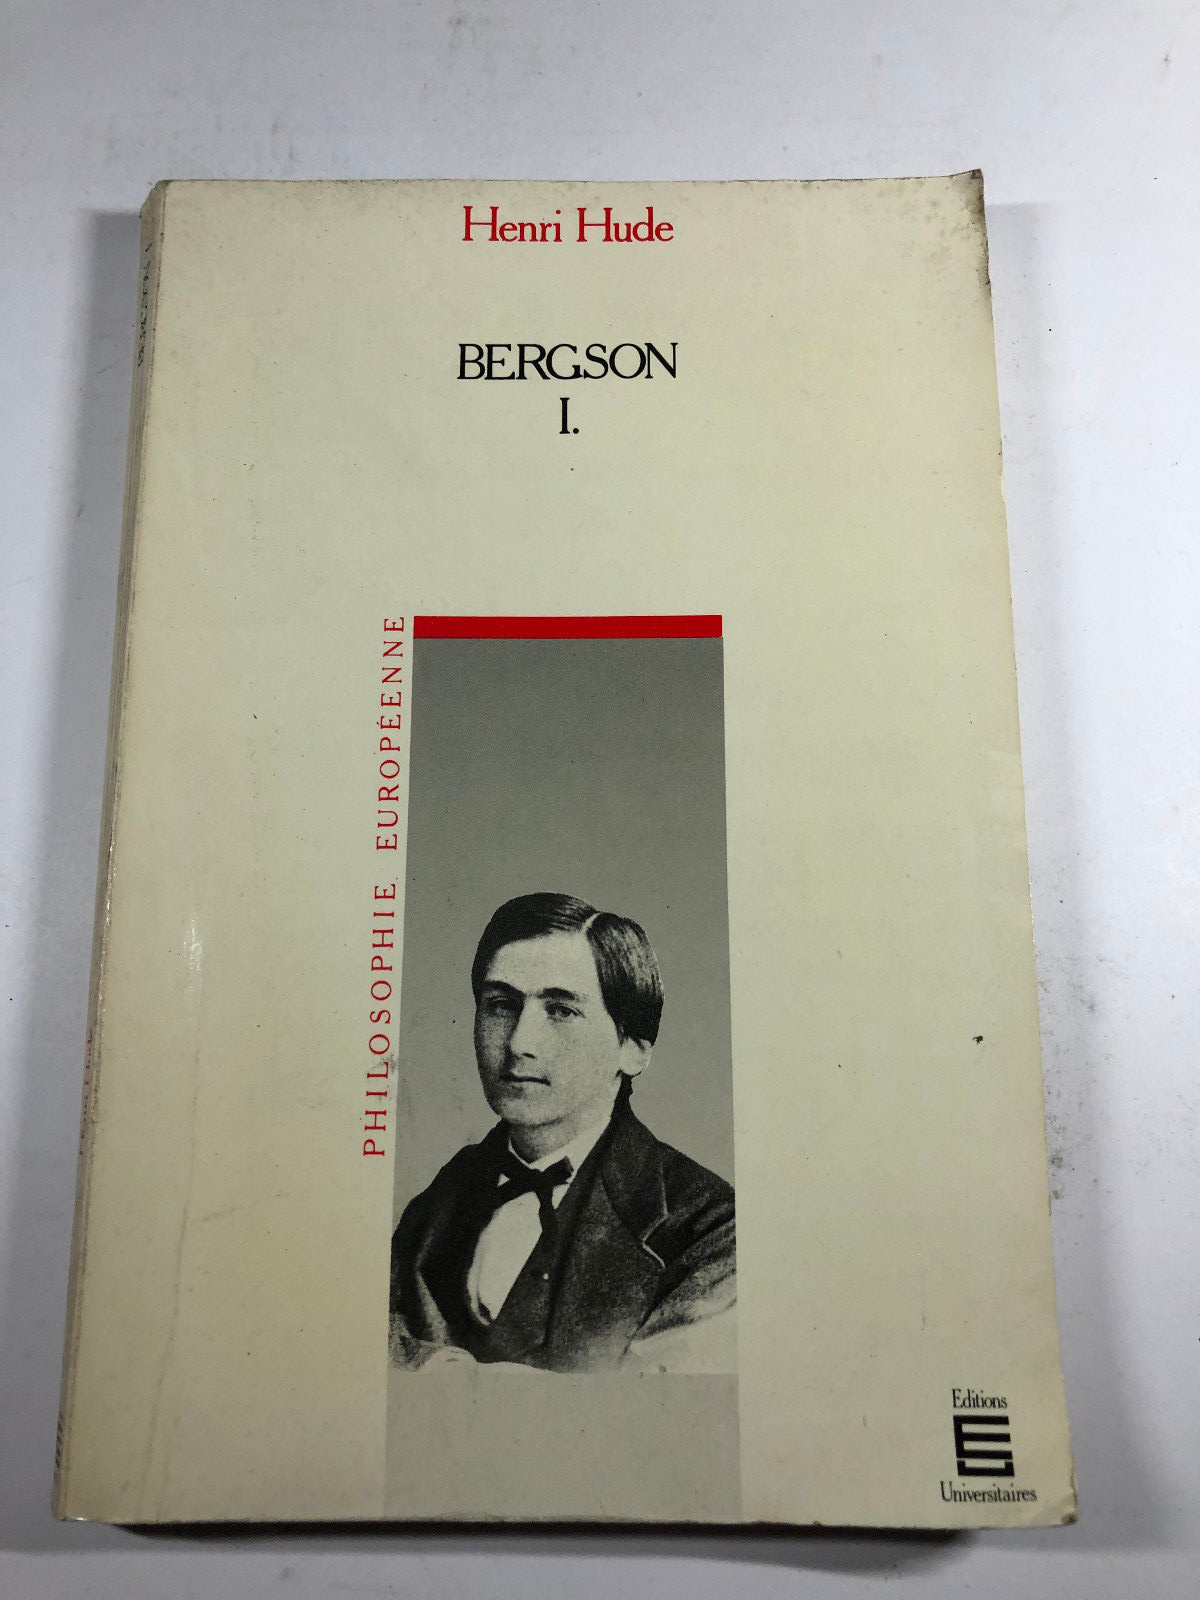 Henri Hude
BERGSON
I.
PHILOSOPHIE EUROPÉENNE
Editions
Universitaires